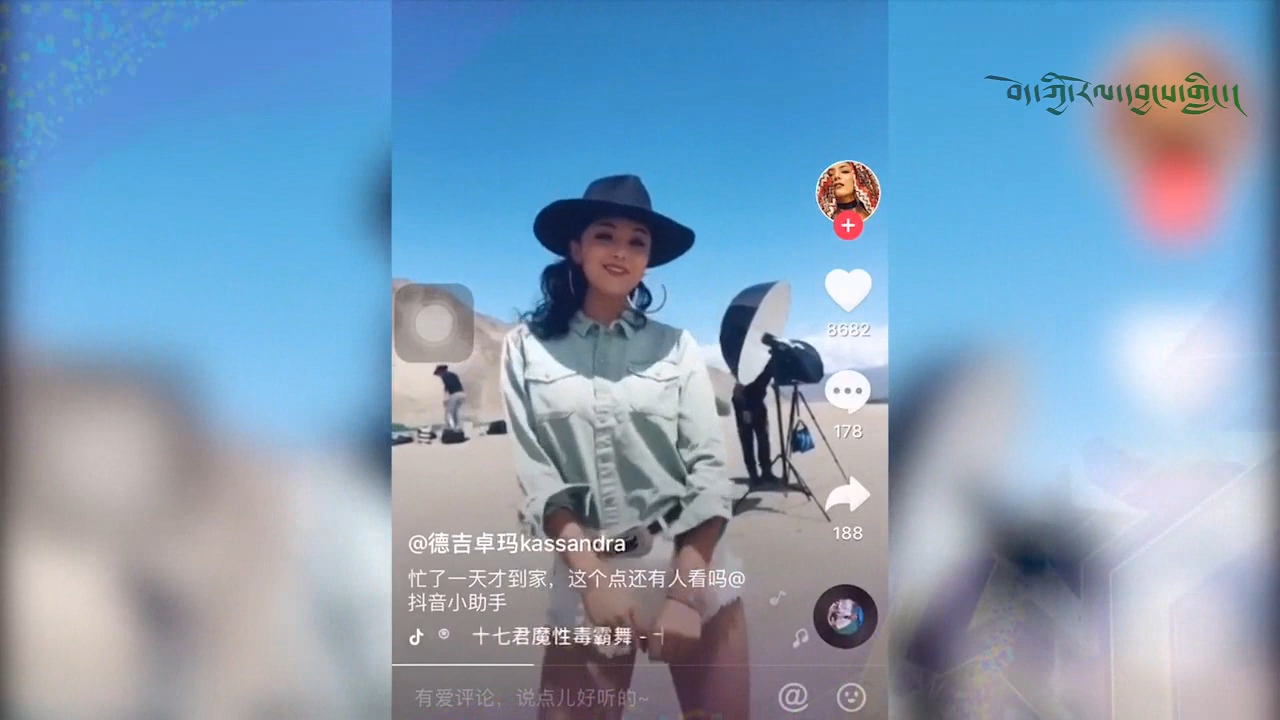 8682
178
188
@德吉卓玛kassandra
忙了一天才到家，这个点还有人看吗@
抖音小助手
十七君魔性毒霸舞 - 十
有爱评论，说点儿好听的~